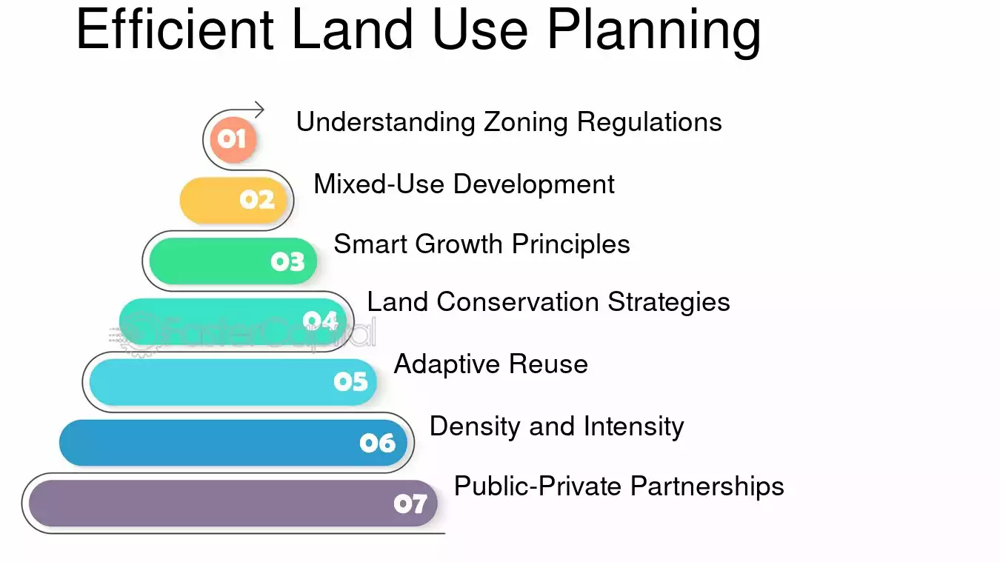 Efficient Land Use Planning
01 Understanding Zoning Regulations
02 Mixed-Use Development
03 Smart Growth Principles
04 Land Conservation Strategies
FasterCapital
05 Adaptive Reuse
06 Density and Intensity
07 Public-Private Partnerships